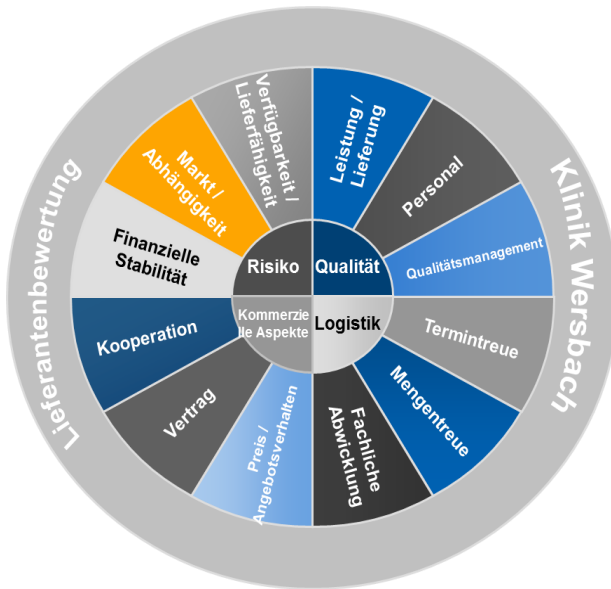 Lieferantenbewertung
Klinik Wersbach
Verfügbarkeit /
Lieferfähigkeit
Leistung /
Lieferung
Markt /
Abhängigkeit
Personal
Finanzielle
Stabilität
Qualitätsmanagement
Risiko
Qualität
Kommerzie
lle Aspekte
Logistik
Kooperation
Termintreue
Vertrag
Mengentreue
Preis /
Angebotsverhalten
Fachliche
Abwicklung